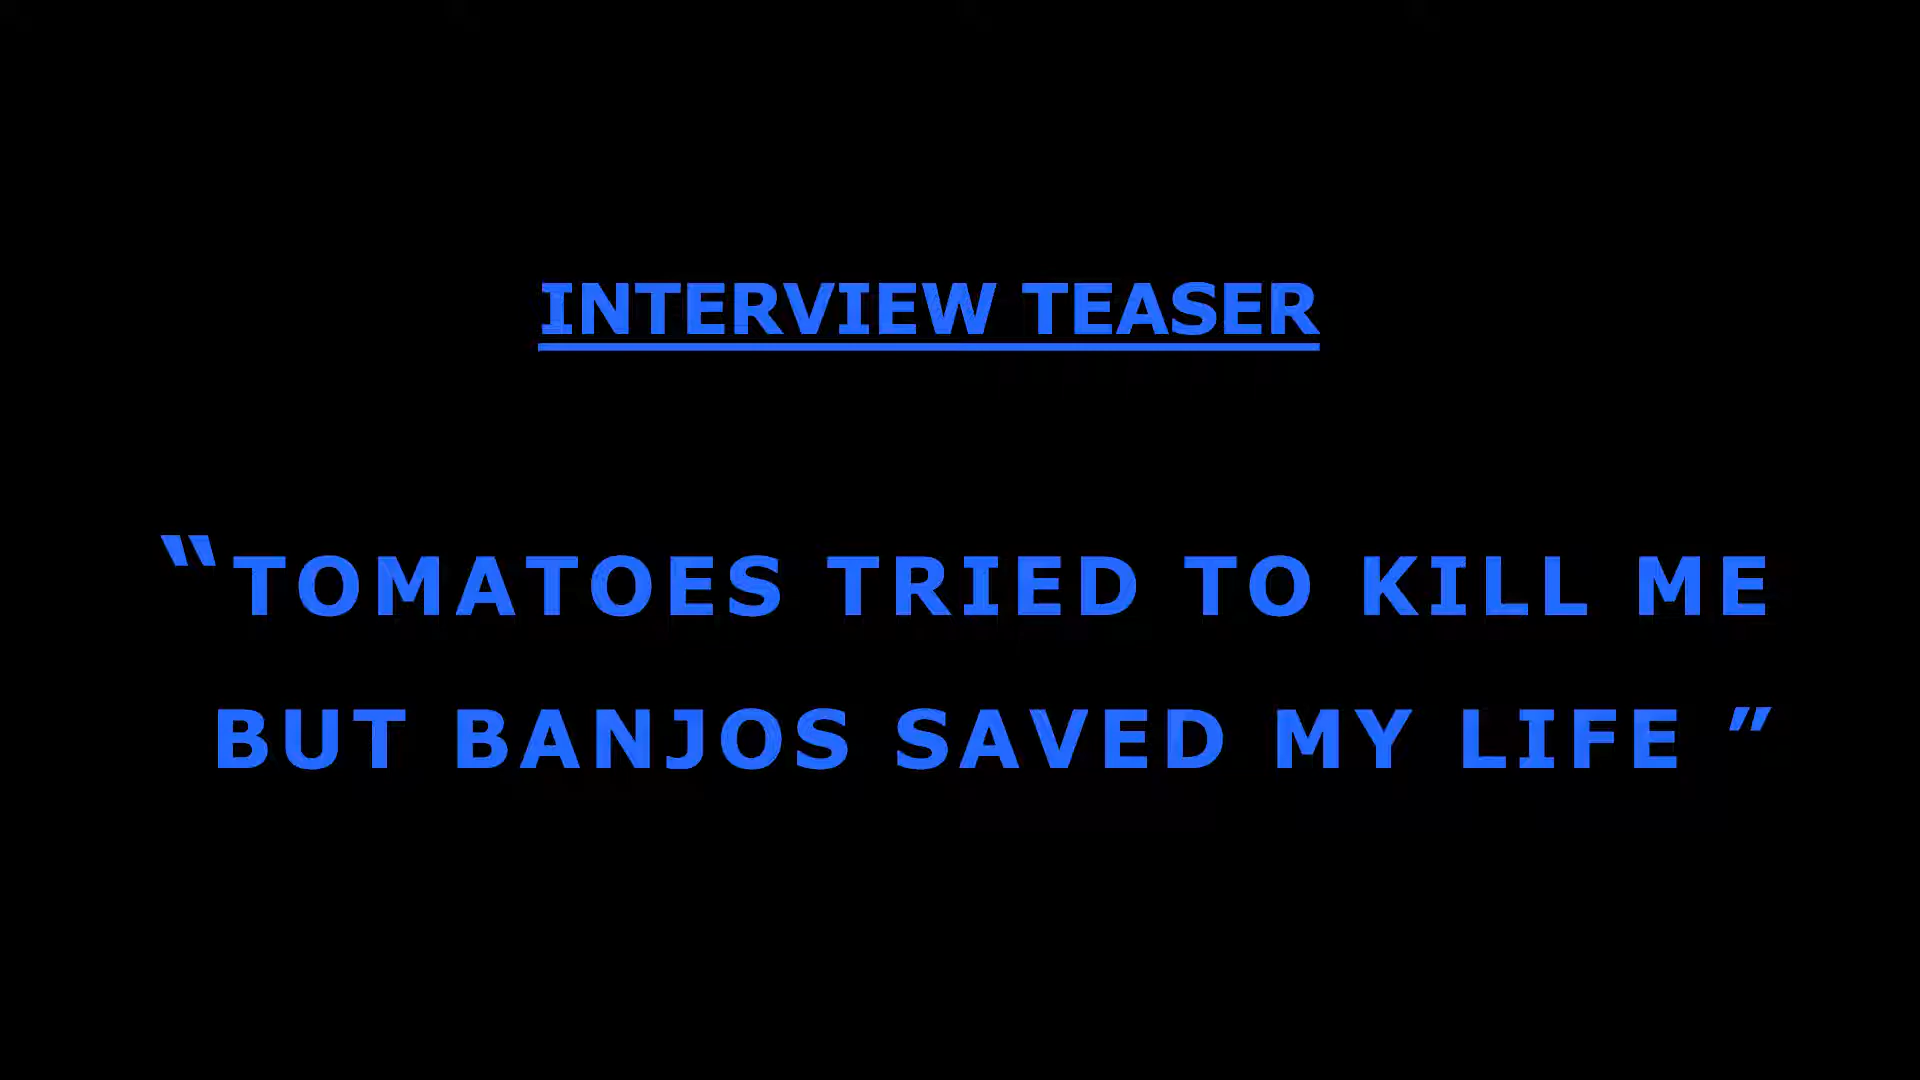 INTERVIEW TEASER
“TOMATOES TRIED TO KILL ME
BUT BANJOS SAVED MY LIFE ”